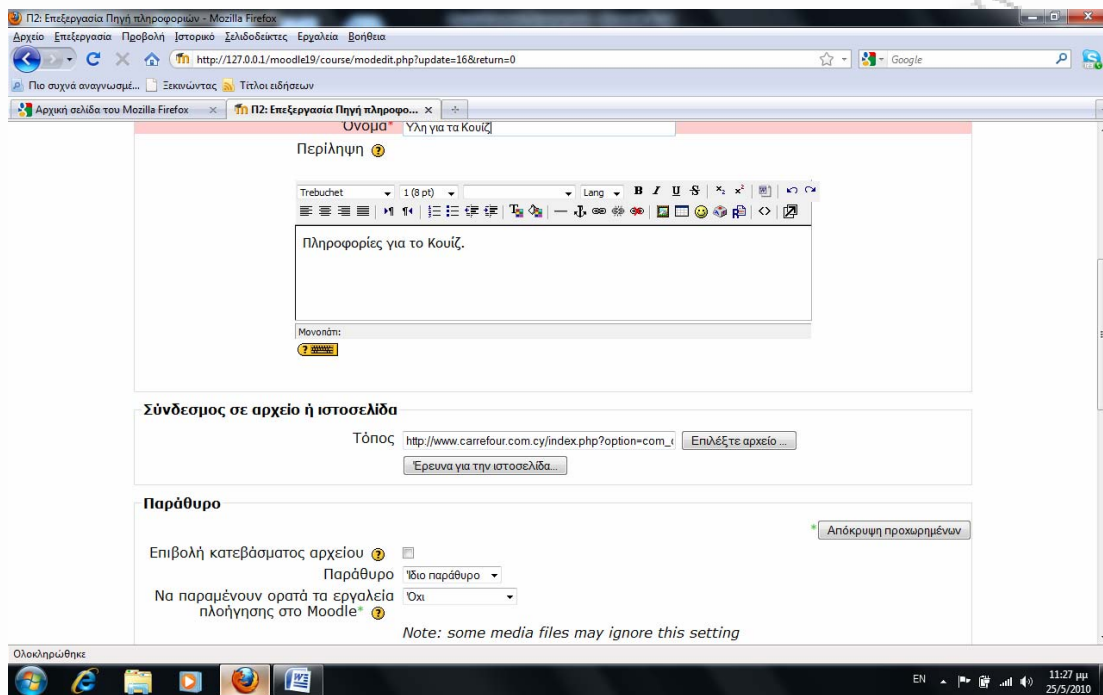 Π2: Επεξεργασία Πηγή πληροφοριών - Mozilla Firefox
Αρχείο Επεξεργασία Προβολή Ιστορικό Σελιδοδείκτες Εργαλεία Βοήθεια
http://127.0.0.1/moodle19/course/modedit.php?update=16&return=0 Google
Πιο συχνά αναγνωσμέ... Ξεκινώντας Τίτλοι ειδήσεων
Αρχική σελίδα του Mozilla Firefox Π2: Επεξεργασία Πηγή πληροφο...
Όνομα* Ύλη για τα Κουίζ
Περίληψη
Trebuchet 1 (8 pt) Lang B I U S
Πληροφορίες για το Κουίζ.
Μονοπάτι:
Σύνδεσμος σε αρχείο ή ιστοσελίδα
Τόπος http://www.carrefour.com.cy/index.php?option=com_ Επιλέξτε αρχείο ...
Έρευνα για την ιστοσελίδα...
Παράθυρο
* Απόκρυψη προχωρημένων
Επιβολή κατεβάσματος αρχείου
Παράθυρο Ίδιο παράθυρο
Να παραμένουν ορατά τα εργαλεία Όχι
πλοήγησης στο Moodle*
Note: some media files may ignore this setting
Ολοκληρώθηκε
EN 11:27 μμ
25/5/2010